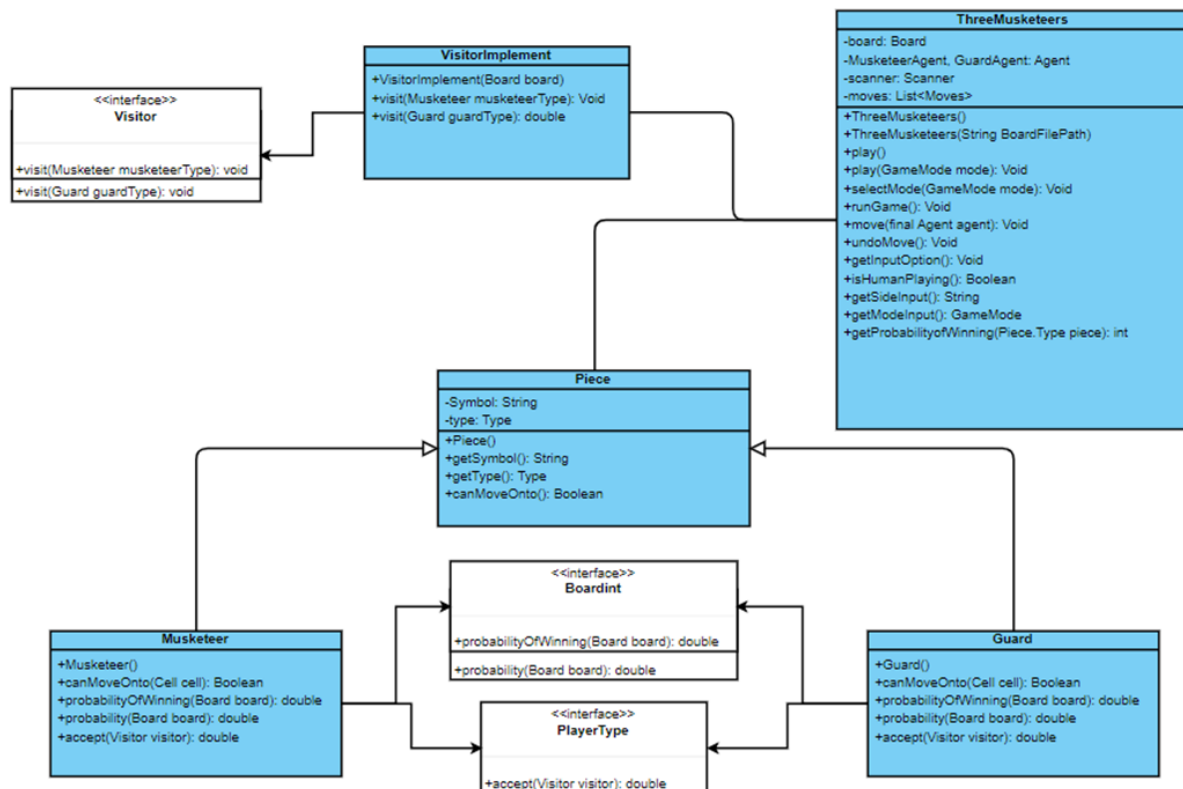 ThreeMusketeers
-board: Board
-MusketeerAgent, GuardAgent: Agent
-scanner: Scanner
-moves: List<Moves>
+ThreeMusketeers()
+ThreeMusketeers(String BoardFilePath)
+play()
+play(GameMode mode): Void
+selectMode(GameMode mode): Void
+runGame(): Void
+move(final Agent agent): Void
+undoMove(): Void
+getInputOption(): Void
+isHumanPlaying(): Boolean
+getSideInput(): String
+getModeInput(): GameMode
+getProbabilityofWinning(Piece.Type piece): int
VisitorImplement
+VisitorImplement(Board board)
+visit(Musketeer musketeerType): Void
+visit(Guard guardType): double
<<interface>>
Visitor
+visit(Musketeer musketeerType): void
+visit(Guard guardType): void
Piece
-Symbol: String
-type: Type
+Piece()
+getSymbol(): String
+getType(): Type
+canMoveOnto(): Boolean
<<interface>>
Boardint
+probabilityOfWinning(Board board): double
+probability(Board board): double
Musketeer
+Musketeer()
+canMoveOnto(Cell cell): Boolean
+probabilityOfWinning(Board board): double
+probability(Board board): double
+accept(Visitor visitor): double
Guard
+Guard()
+canMoveOnto(Cell cell): Boolean
+probabilityOfWinning(Board board): double
+probability(Board board): double
+accept(Visitor visitor): double
<<interface>>
PlayerType
+accept(Visitor visitor): double